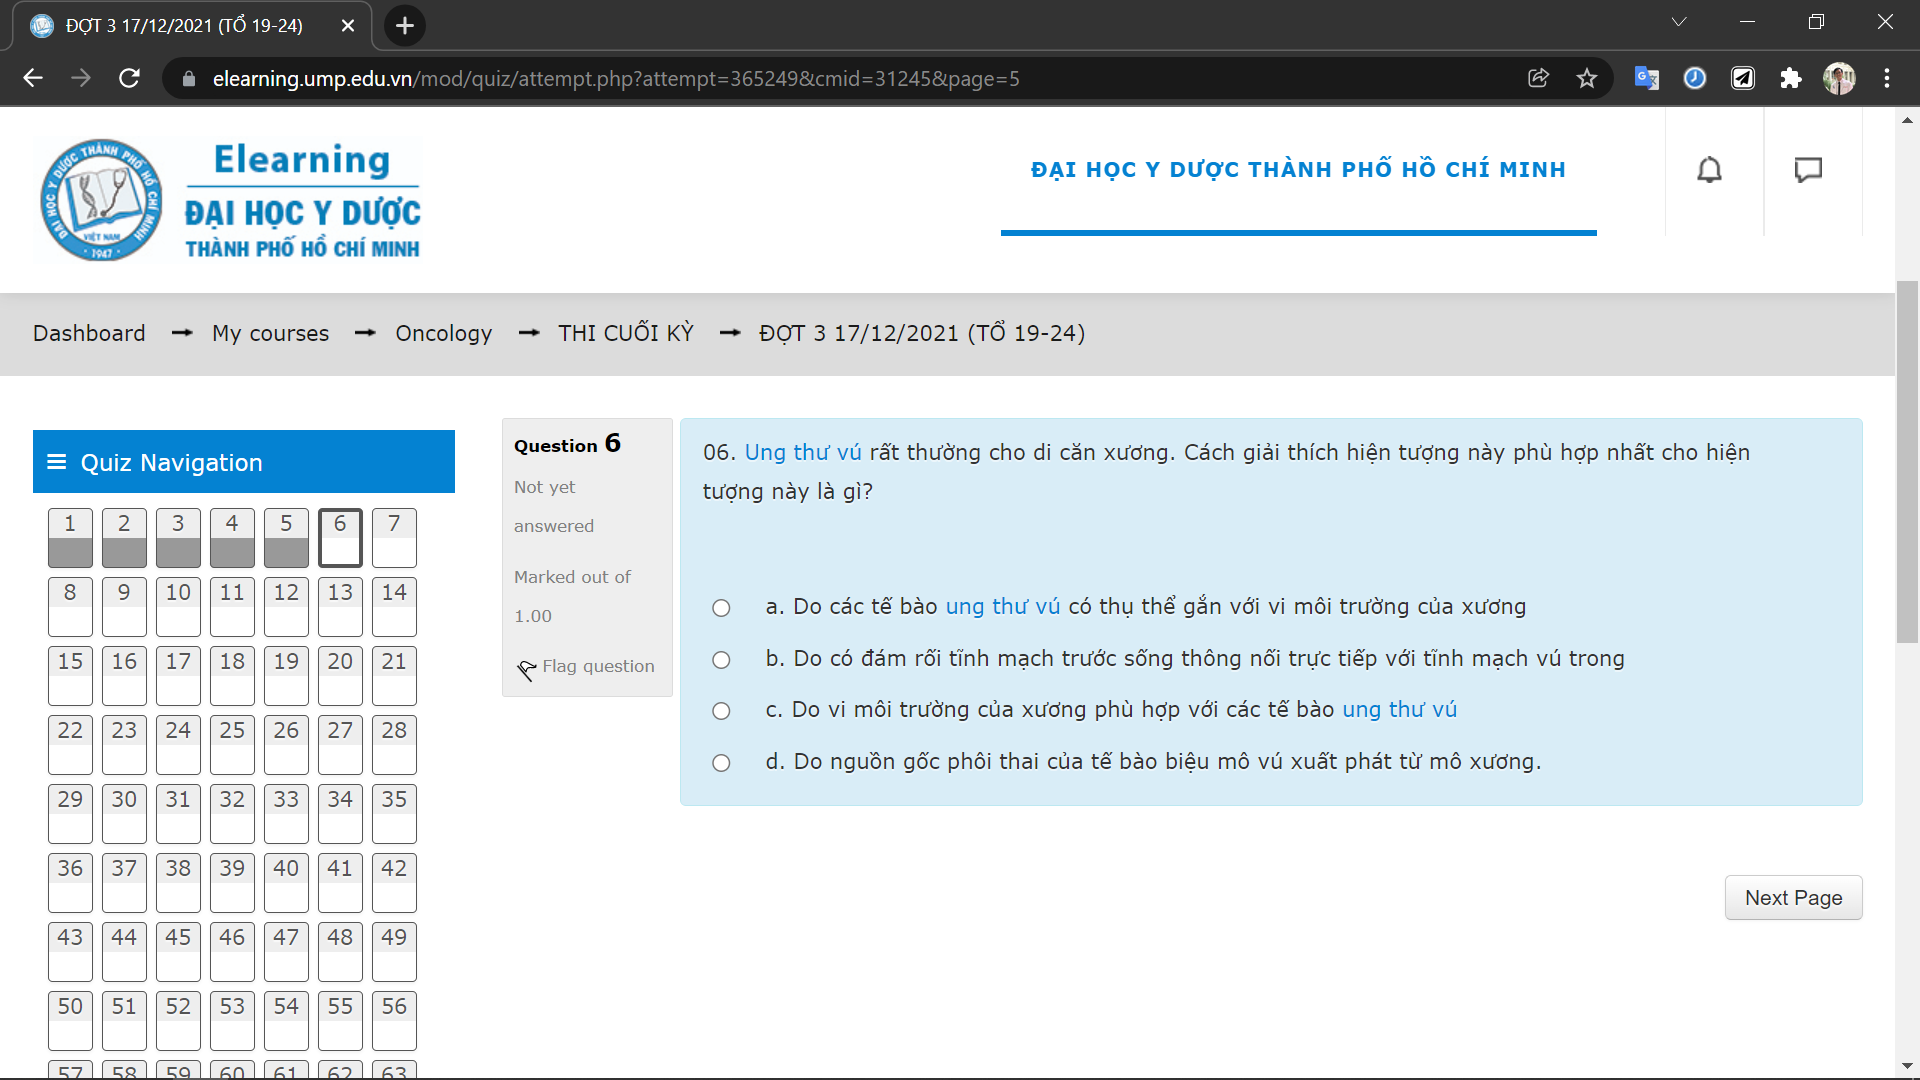 ĐỢT 3 17/12/2021 (TỔ 19-24)
elearning.ump.edu.vn/mod/quiz/attempt.php?attempt=365249&cmid=31245&page=5
ĐẠI HỌC Y DƯỢC THÀNH PHỐ HỒ CHÍ MINH
VIỆT NAM
1947
Elearning
ĐẠI HỌC Y DƯỢC
THÀNH PHỐ HỒ CHÍ MINH
ĐẠI HỌC Y DƯỢC THÀNH PHỐ HỒ CHÍ MINH
Dashboard → My courses → Oncology → THI CUỐI KỲ → ĐỢT 3 17/12/2021 (TỔ 19-24)
Quiz Navigation
1 2 3 4 5 6 7
8 9 10 11 12 13 14
15 16 17 18 19 20 21
22 23 24 25 26 27 28
29 30 31 32 33 34 35
36 37 38 39 40 41 42
43 44 45 46 47 48 49
50 51 52 53 54 55 56
57 58 59 60 61 62 63
Question 6
Not yet
answered
Marked out of
1.00
Flag question
06. Ung thư vú rất thường cho di căn xương. Cách giải thích hiện tượng này phù hợp nhất cho hiện
tượng này là gì?
a. Do các tế bào ung thư vú có thụ thể gắn với vi môi trường của xương
b. Do có đám rối tĩnh mạch trước sống thông nối trực tiếp với tĩnh mạch vú trong
c. Do vi môi trường của xương phù hợp với các tế bào ung thư vú
d. Do nguồn gốc phôi thai của tế bào biệu mô vú xuất phát từ mô xương.
Next Page